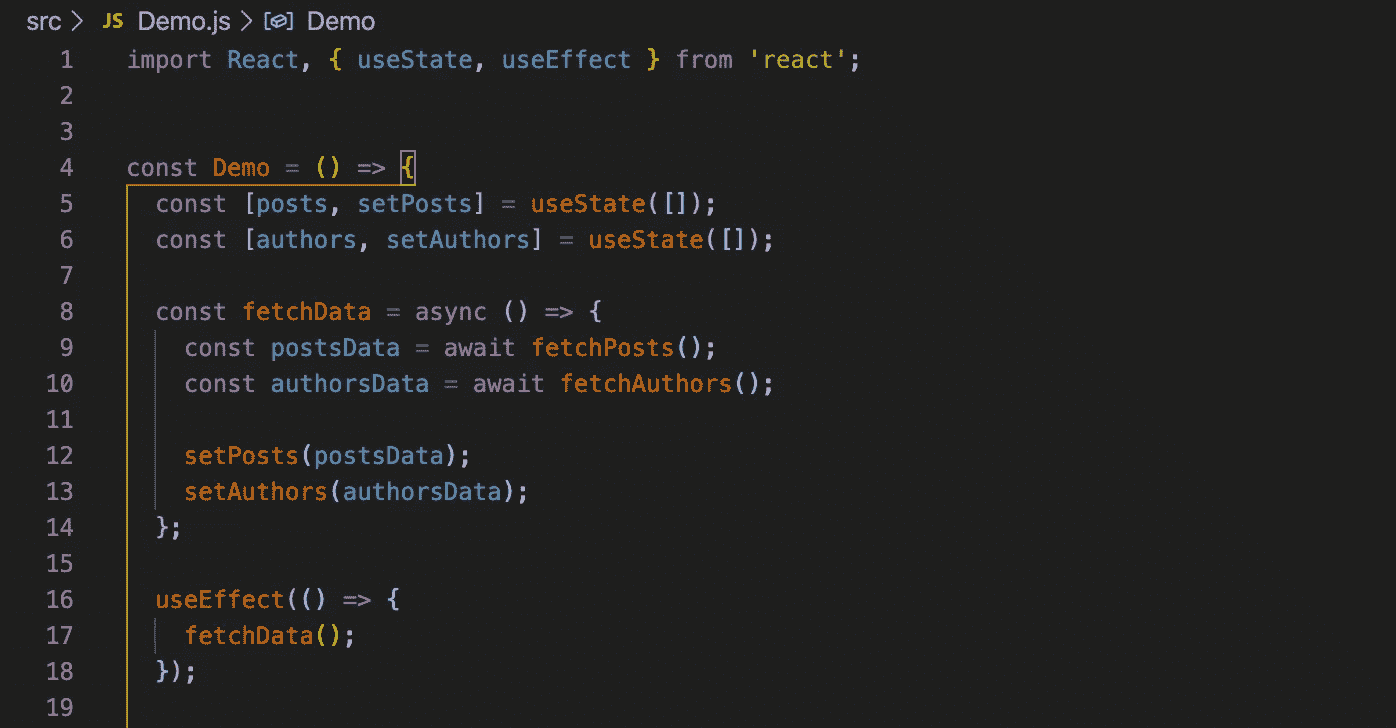 src > JS Demo.js > Demo
1 import React, { useState, useEffect } from 'react';
2
3
4 const Demo = () => {
5 const [posts, setPosts] = useState([]);
6 const [authors, setAuthors] = useState([]);
7
8 const fetchData = async () => {
9 const postsData = await fetchPosts();
10 const authorsData = await fetchAuthors();
11
12 setPosts(postsData);
13 setAuthors(authorsData);
14 };
15
16 useEffect(() => {
17 fetchData();
18 });
19